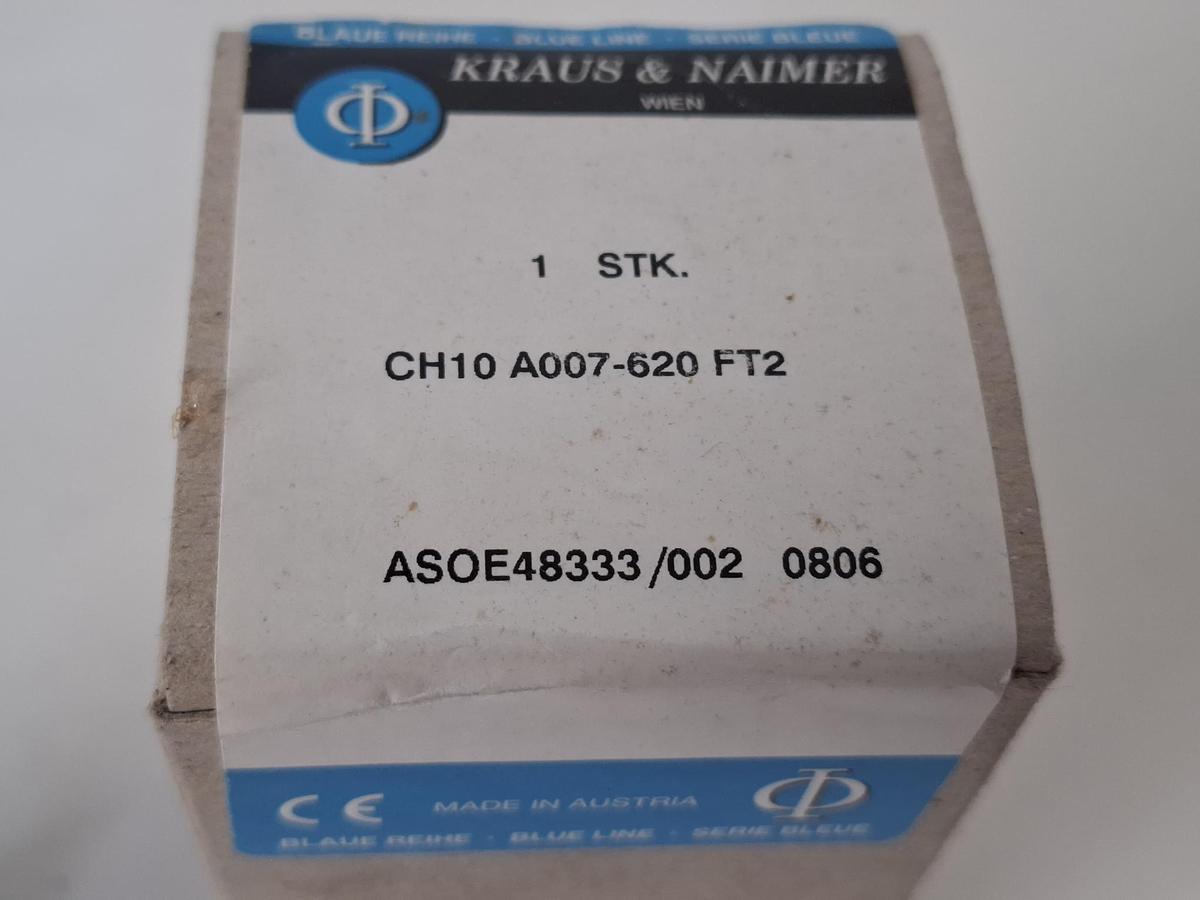 BLAUE REIHE · BLUE LINE · SERIE BLEUE
KRAUS & NAIMER
WIEN
1 STK.
CH10 A007-620 FT2
ASOE48333/002 0806
CE MADE IN AUSTRIA
BLAUE REIHE · BLUE LINE · SERIE BLEUE